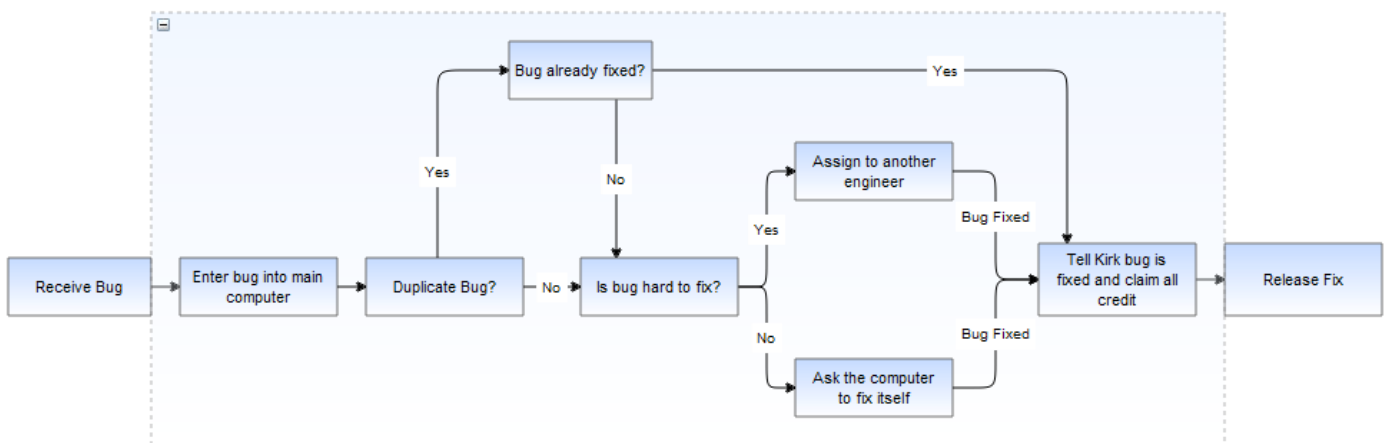 Bug already fixed?
Yes
Yes
No
Assign to another
engineer
Yes
Bug Fixed
Receive Bug
Enter bug into main
computer
Duplicate Bug?
No
Is bug hard to fix?
Tell Kirk bug is
fixed and claim all
credit
Release Fix
No
Bug Fixed
Ask the computer
to fix itself